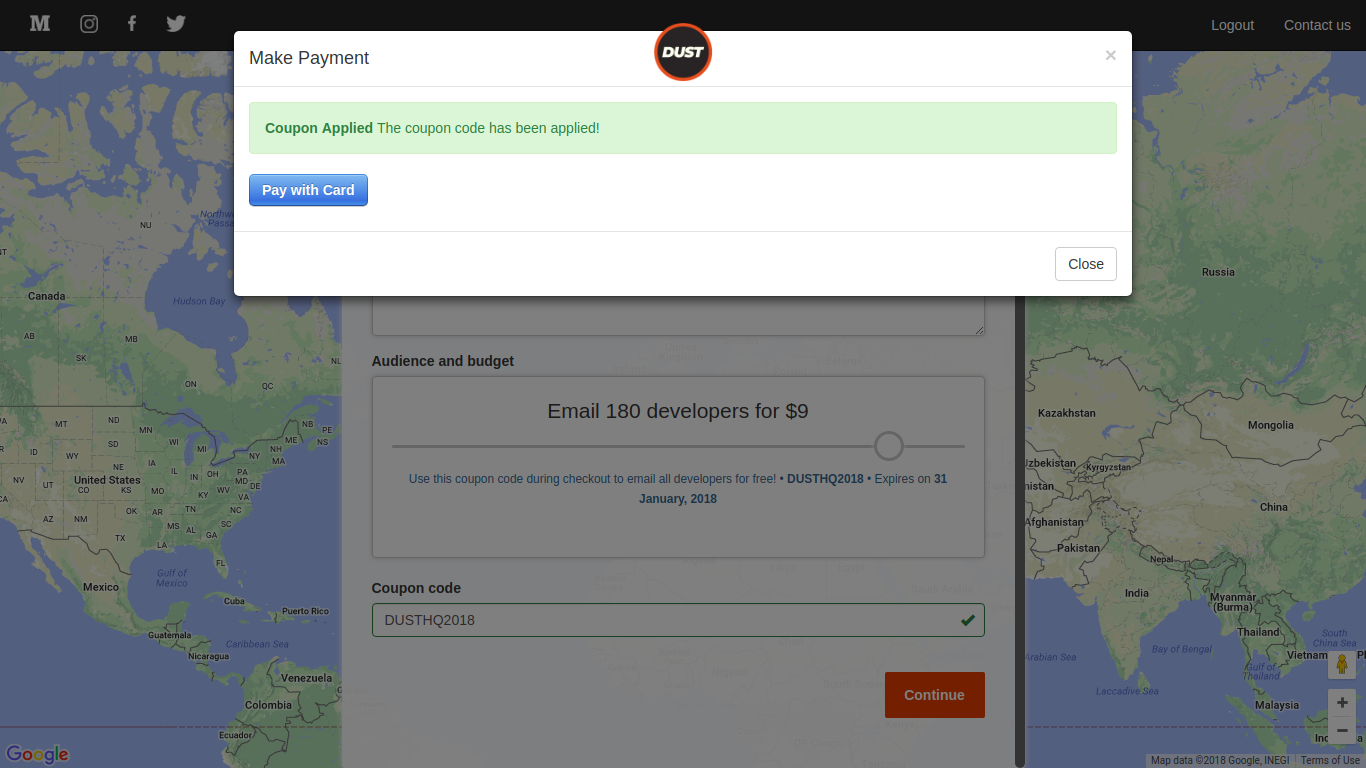 Logout
Contact us
Make Payment
DUST
×
Coupon Applied The coupon code has been applied!
Pay with Card
Close
Audience and budget
Email 180 developers for $9
Use this coupon code during checkout to email all developers for free! • DUSTHQ2018 • Expires on 31
January, 2018
Coupon code
DUSTHQ2018
Continue
NU
Canada
Hudson Bay
AB
MB
SK
ON
QC
NL
MT
ND
MN
NB
PE
ME
NS
SD
WI
MI
NY
NH
MA
ID
WY
NE
IA
IL
IN
OH
PA
MD
DE
NV
UT
United States
CO
KS
MO
KY
WV
VA
OK
AR
TN
NC
AZ
NM
MS
AL
SC
GA
TX
LA
FL
Gulf of
Mexico
Mexico
Cuba
Puerto Rico
Guatemala
Caribbean Sea
Nicaragua
Venezuela
Colombia
Ecuador
Google
Russia
Kazakhstan
Mongolia
Uzbekistan
Kyrgyzstan
China
Afghanistan
Pakistan
Nepal
India
Myanmar
(Burma)
Thailand
South
China Sea
Arabian Sea
Bay of Bengal
Vietnam
Gulf of
Thailand
Laccadive Sea
Malaysia
Map data ©2018 Google, INEGI
Terms of Use